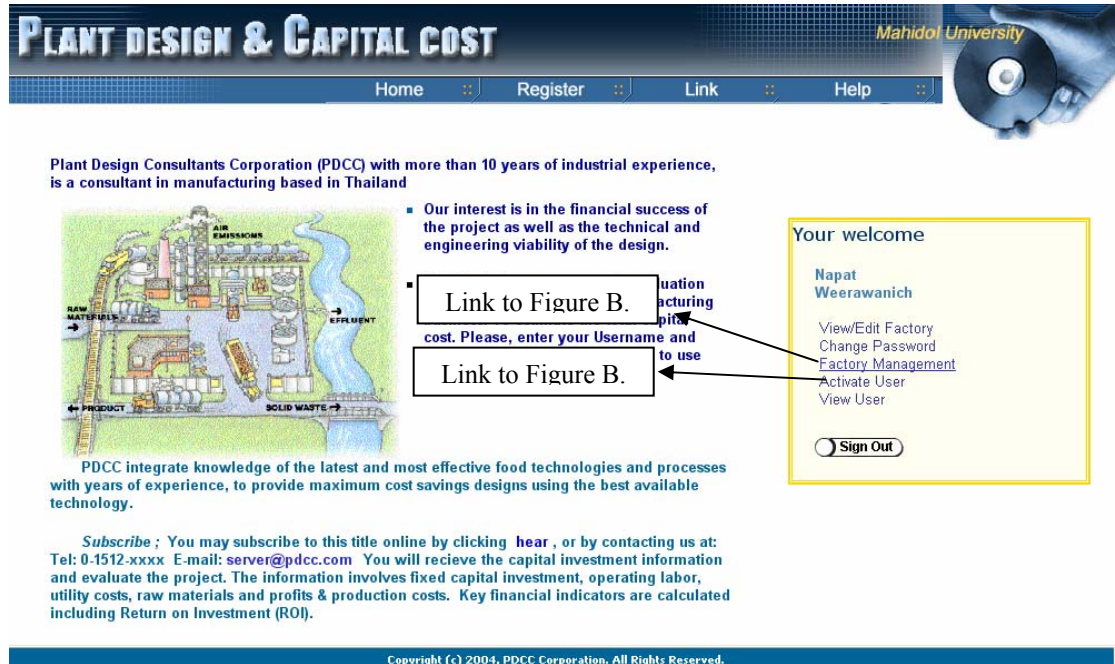 PLANT DESIGN & CAPITAL COST
Mahidol University
Home
Register
Link
Help
Plant Design Consultants Corporation (PDCC) with more than 10 years of industrial experience,
is a consultant in manufacturing based in Thailand
AIR
EMISSIONS
RAW
MATERIALS
EFFLUENT
PRODUCT
SOLID WASTE
Our interest is in the financial success of
the project as well as the technical and
engineering viability of the design.
uation
acturing
pital
cost. Please, enter your Username and
to use
Link to Figure B.
Link to Figure B.
Your welcome
Napat
Weerawanich
View/Edit Factory
Change Password
Factory Management
Activate User
View User
Sign Out
PDCC integrate knowledge of the latest and most effective food technologies and processes
with years of experience, to provide maximum cost savings designs using the best available
technology.
Subscribe ; You may subscribe to this title online by clicking hear , or by contacting us at:
Tel: 0-1512-xxxx E-mail: server@pdcc.com You will recieve the capital investment information
and evaluate the project. The information involves fixed capital investment, operating labor,
utility costs, raw materials and profits & production costs. Key financial indicators are calculated
including Return on Investment (ROI).
Copyright (c) 2004, PDCC Corporation. All Rights Reserved.